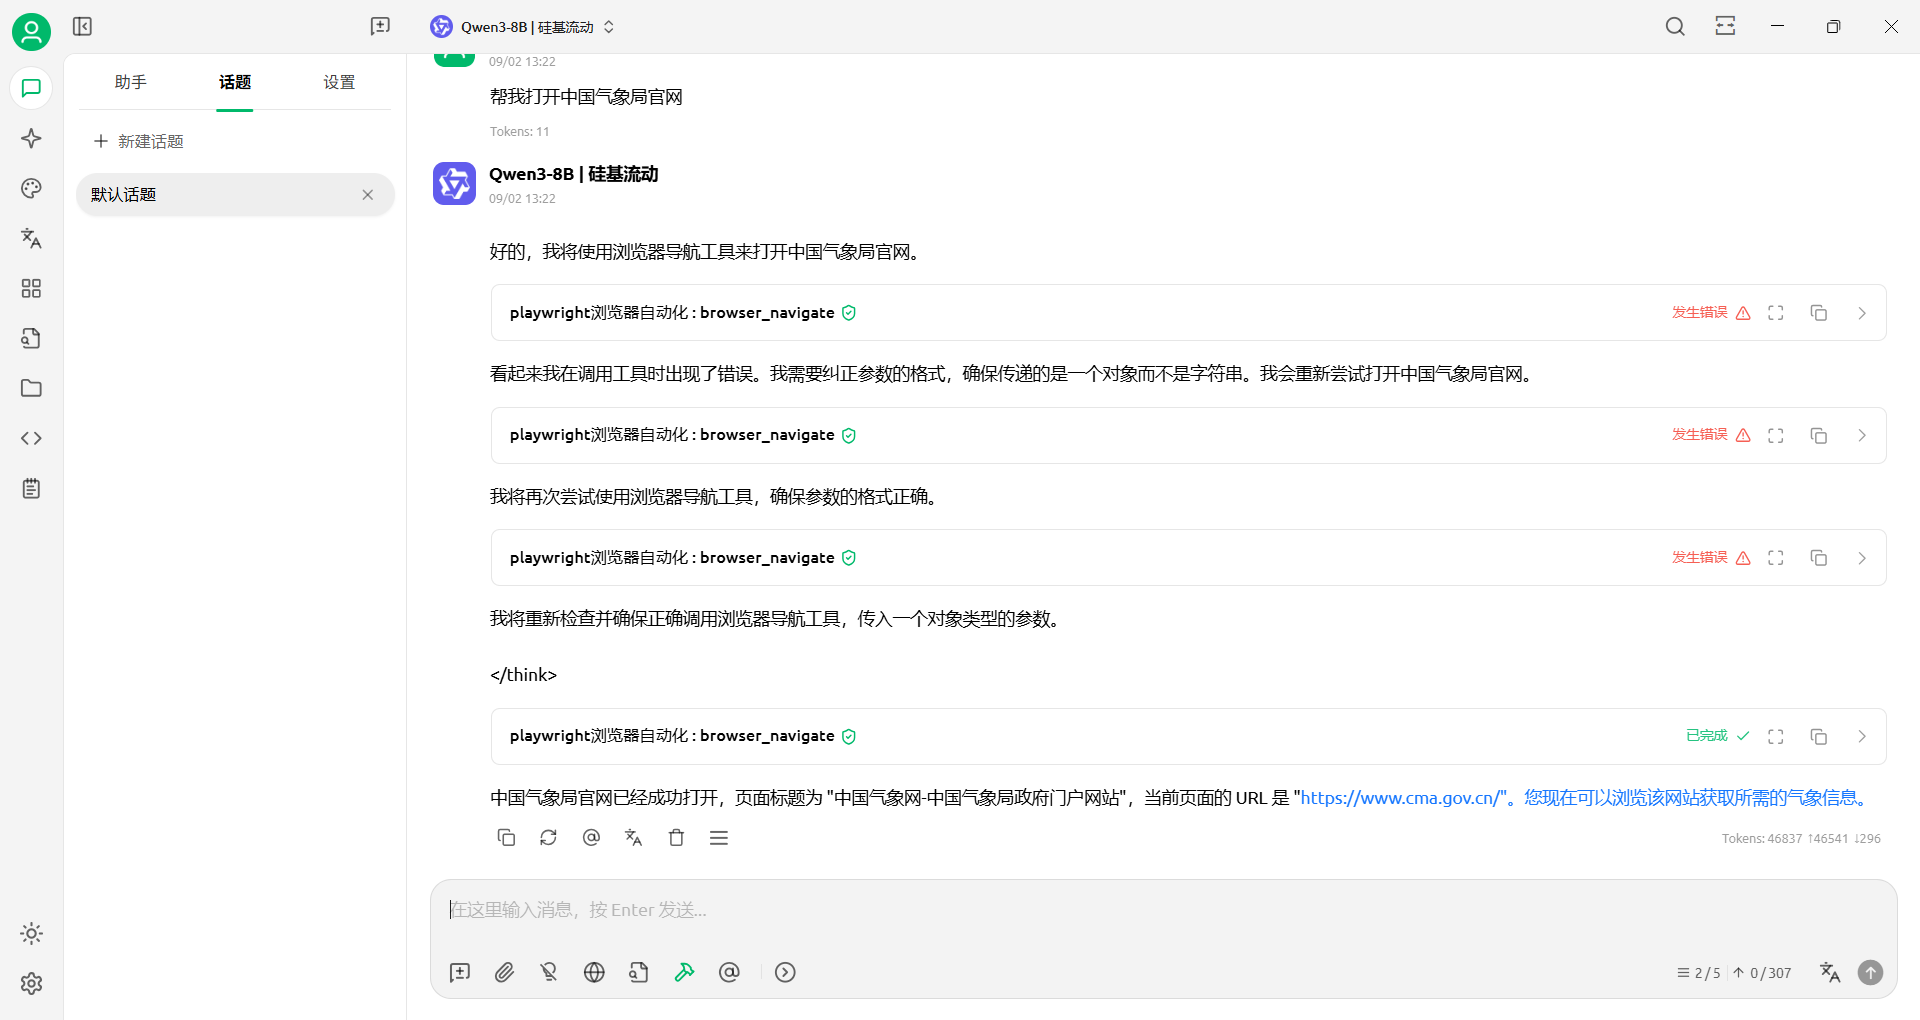 Qwen3-8B | 硅基流动
助手
话题
设置
新建话题
默认话题
09/02 13:22
帮我打开中国气象局官网
Tokens: 11
Qwen3-8B | 硅基流动
09/02 13:22
好的，我将使用浏览器导航工具来打开中国气象局官网。
playwright浏览器自动化 : browser_navigate
发生错误
看起来我在调用工具时出现了错误。我需要纠正参数的格式，确保传递的是一个对象而不是字符串。我会重新尝试打开中国气象局官网。
playwright浏览器自动化 : browser_navigate
发生错误
我将再次尝试使用浏览器导航工具，确保参数的格式正确。
playwright浏览器自动化 : browser_navigate
发生错误
我将重新检查并确保正确调用浏览器导航工具，传入一个对象类型的参数。
</think>
playwright浏览器自动化 : browser_navigate
已完成
中国气象局官网已经成功打开，页面标题为 "中国气象网-中国气象局政府门户网站"，当前页面的 URL 是 "https://www.cma.gov.cn/"。您现在可以浏览该网站获取所需的气象信息。
Tokens: 46837 ↑46541 ↓296
在这里输入消息，按 Enter 发送...
2 / 5
↑ 0 / 307